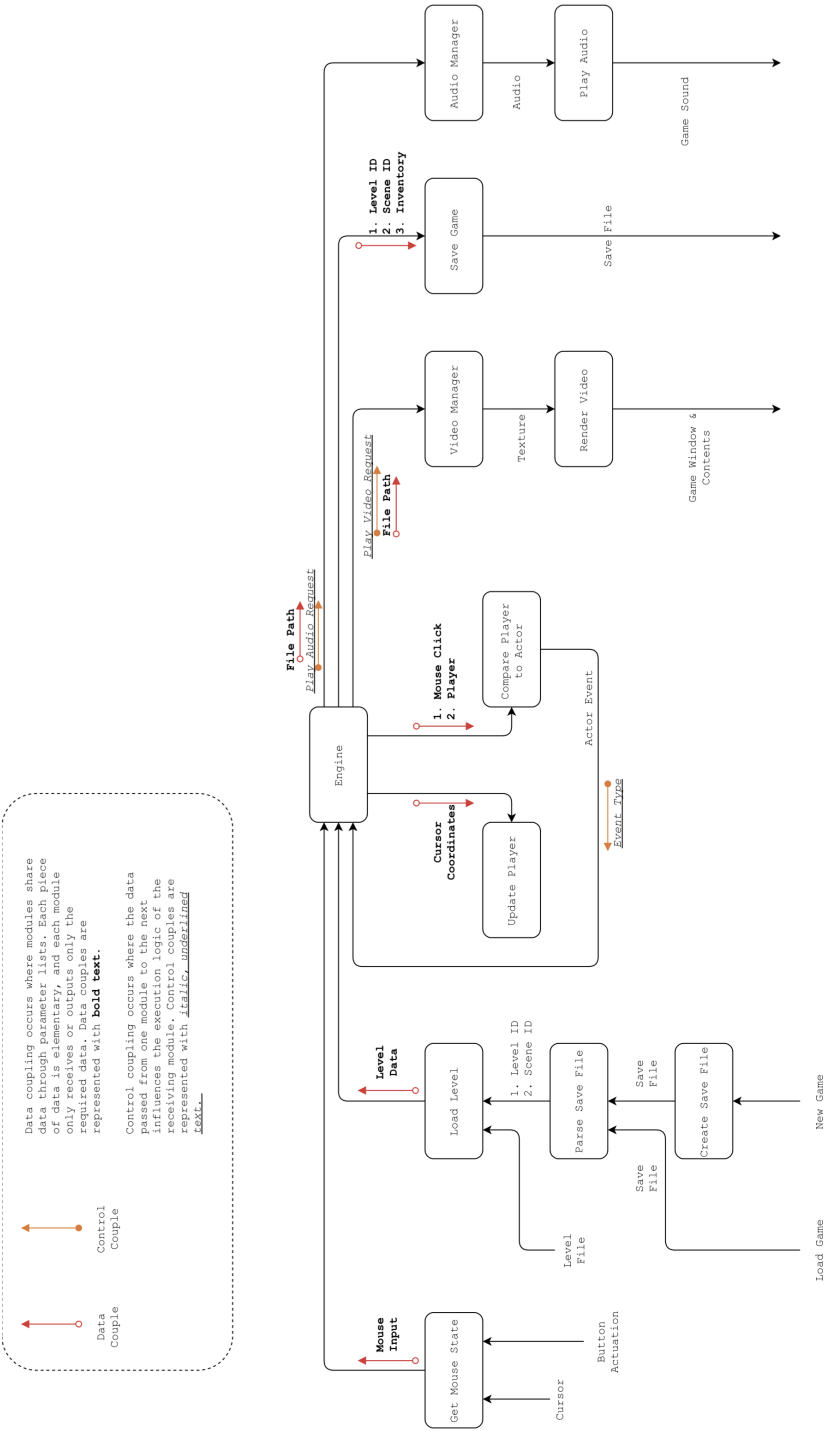 Data
Couple
Control
Couple
Data coupling occurs where modules share
data through parameter lists. Each piece
of data is elementary, and each module
only receives or outputs only the
required data. Data couples are
represented with bold text.
Control coupling occurs where the data
passed from one module to the next
influences the execution logic of the
receiving module. Control couples are
represented with italic, underlined
text.
File Path
Play Audio Request
Engine
Play Video Request
File Path
1. Level ID
2. Scene ID
3. Inventory
Mouse
Input
Level
Data
Cursor
Coordinates
1. Mouse Click
2. Player
Get Mouse State
Load Level
Update Player
Compare Player
to Actor
Video Manager
Save Game
Audio Manager
1. Level ID
2. Scene ID
Texture
Audio
Cursor
Button
Actuation
Level
File
Parse Save File
Actor Event
Event Type
Render Video
Save File
Play Audio
Save
File
Save
File
Create Save File
Game Window &
Contents
Game Sound
Load Game
New Game